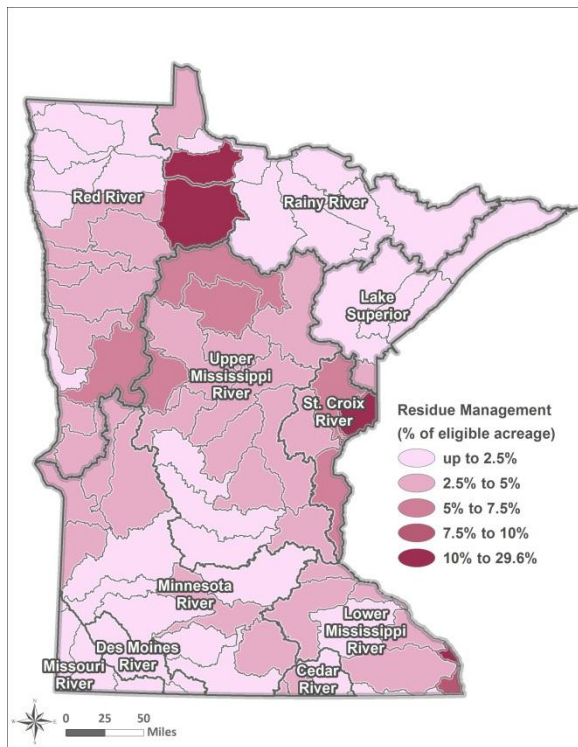 Red River
Rainy River
Lake
Superior
Upper
Mississippi
River
St. Croix
River
Residue Management
(% of eligible acreage)
up to 2.5%
2.5% to 5%
5% to 7.5%
7.5% to 10%
10% to 29.6%
Minnesota
River
Lower
Mississippi
River
Des Moines
River
Missouri
River
Cedar
River
N
W
E
S
0 25 50
Miles